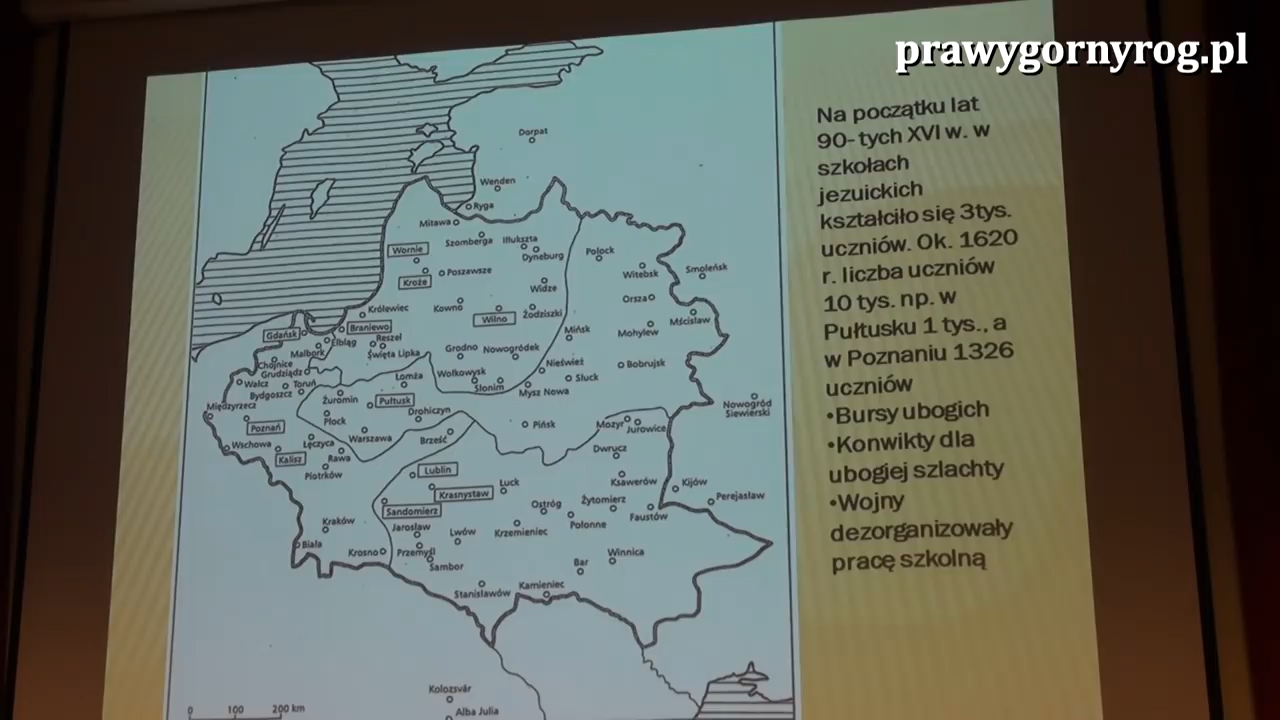 prawygornyrog.pl
Na początku lat
90-tych XVI w. w
szkołach
jezuickich
kształciło się 3tys.
uczniów. Ok. 1620
r. liczba uczniów
10 tys. np. w
Pułtusku 1 tys., a
w Poznaniu 1326
uczniów
•Bursy ubogich
•Konwikty dla
ubogiej szlachty
•Wojny
dezorganizowały
pracę szkolną
Dorpat
Wenden
Ryga
Mitawa
Szomberga
Iłłukszta
Wornie
Dyneburg
Połock
Poszawsze
Witebsk
Smoleńsk
Kroże
Widze
Orsza
Królewiec
Kowno
Wilno
Żodziszki
Mścisław
Gdańsk
Braniewo
Mińsk
Mohylew
Elbląg
Reszel
Malbork
Święta Lipka
Grodno
Nowogródek
Chojnice
Grudziądz
Nieśwież
Bobrujsk
Wałcz
Toruń
Łomża
Wołkowysk
Słuck
Bydgoszcz
Słonim
Mysz Nowa
Międzyrzecz
Żuromin
Pułtusk
Nowogród
Siewierski
Drohiczyn
Płock
Poznań
Pińsk
Mozyr
Jurowice
Wschowa
Łęczyca
Warszawa
Brześć
Kalisz
Rawa
Dwrucz
Piotrków
Lublin
Ksawerów
Kijów
Krasnystaw
Łuck
Perejasław
Sandomierz
Ostróg
Żytomierz
Faustów
Kraków
Jarosław
Lwów
Krzemieniec
Połonne
Biała
Krosno
Przemyśl
Winnica
Sambor
Bar
Stanisławów
Kamieniec
Kolozsvár
0 100 200 km
Alba Julia